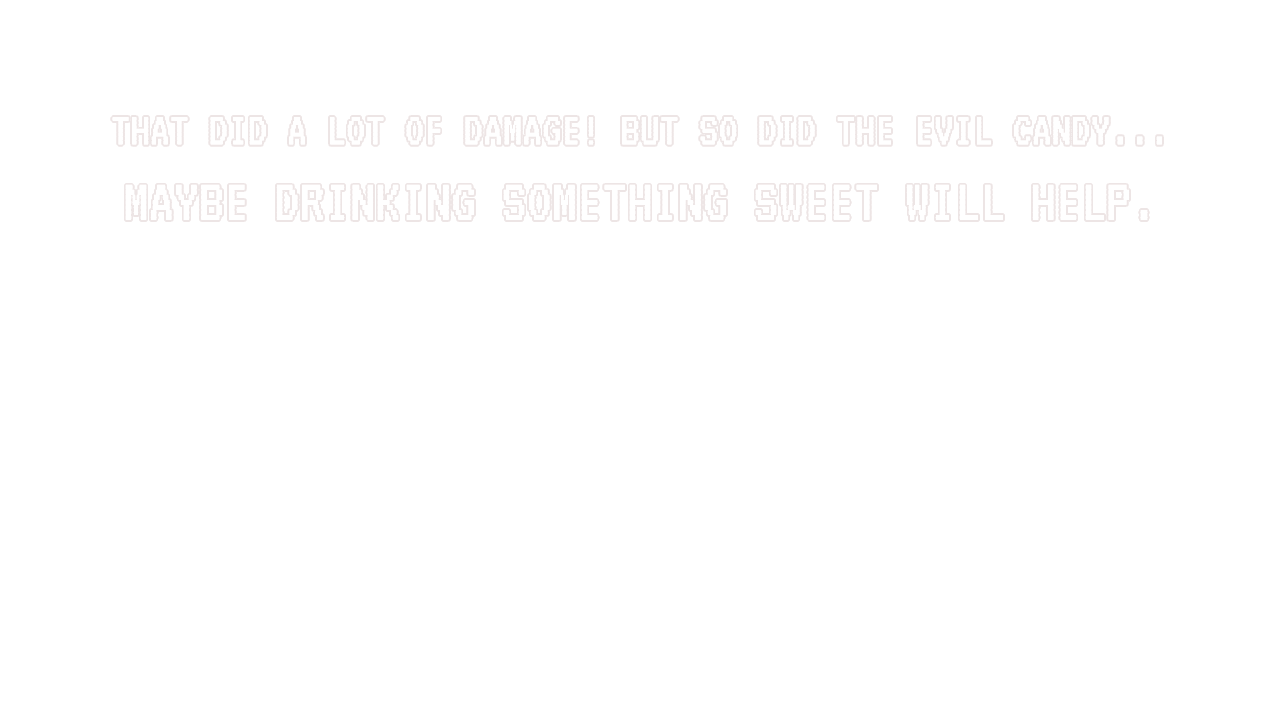 THAT DID A LOT OF DAMAGE! BUT SO DID THE EVIL CANDY...
MAYBE DRINKING SOMETHING SWEET WILL HELP.